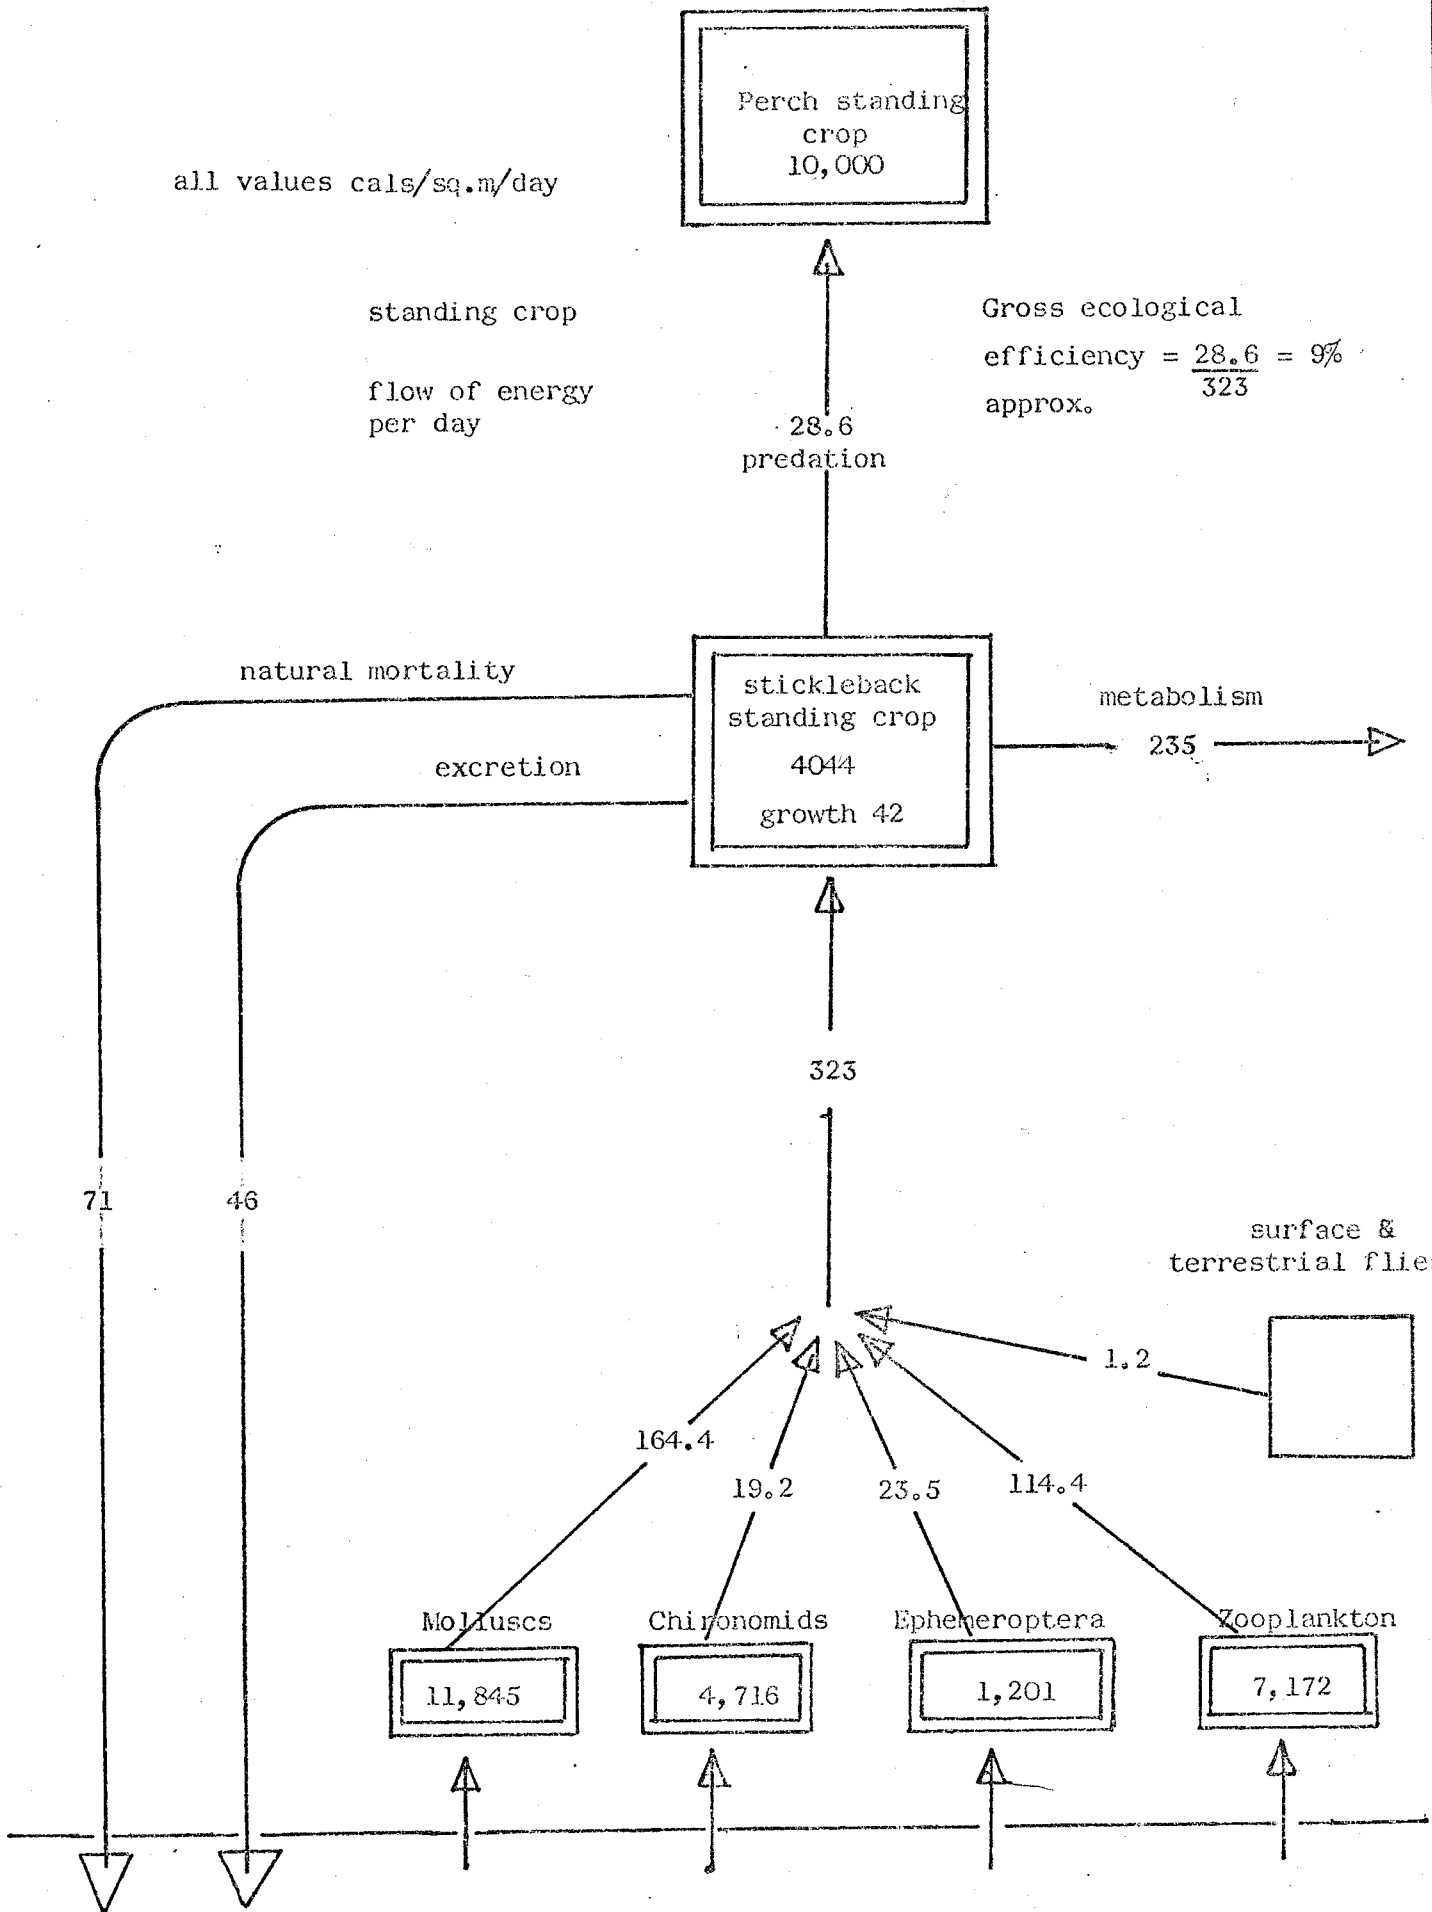 Perch standing
crop
10,000
all values cals/sq.m/day
standing crop
flow of energy
per day
Gross ecological
efficiency = 28.6 = 9%
323
approx.
28.6
predation
natural mortality
excretion
stickleback
standing crop
4044
growth 42
metabolism
235
323
71
46
surface &
terrestrial flie
1.2
164.4
19.2
23.5
114.4
Molluscs
Chironomids
Ephemeroptera
Zooplankton
11,845
4,716
1,201
7,172